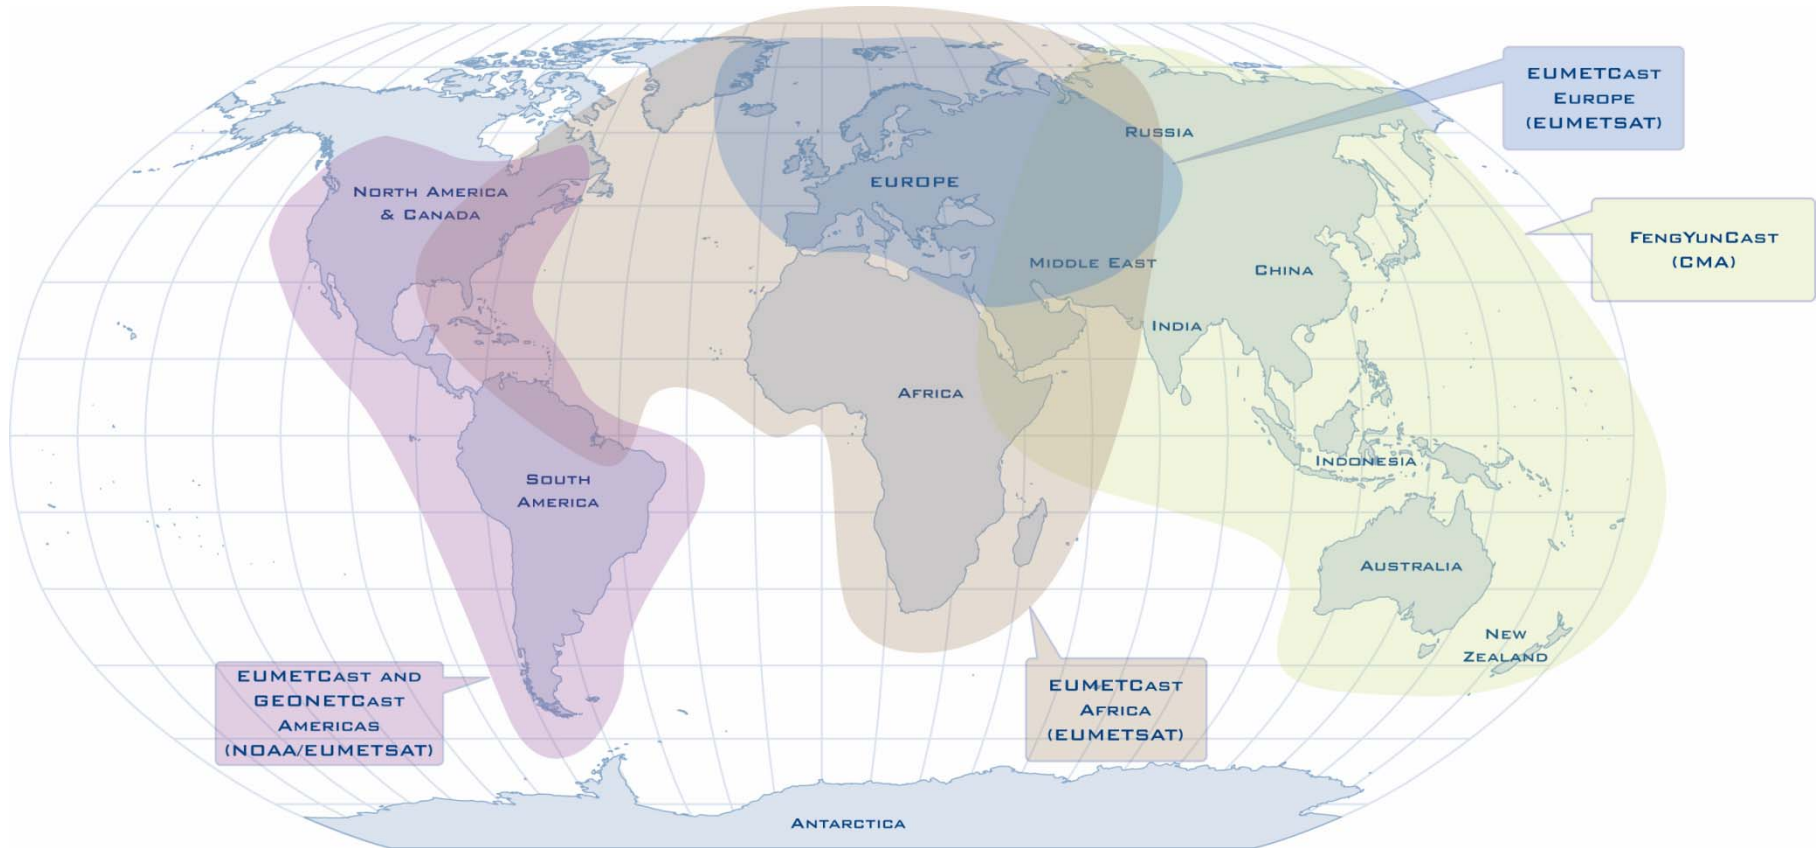 EUMETCast
Europe
(EUMETSAT)
Russia
North America
& Canada
EUROPE
FengYunCast
(CMA)
Middle East
China
India
Africa
Indonesia
South
America
Australia
New
Zealand
EUMETCast and
GEONETCast
Americas
(NOAA/EUMETSAT)
EUMETCast
Africa
(EUMETSAT)
Antarctica